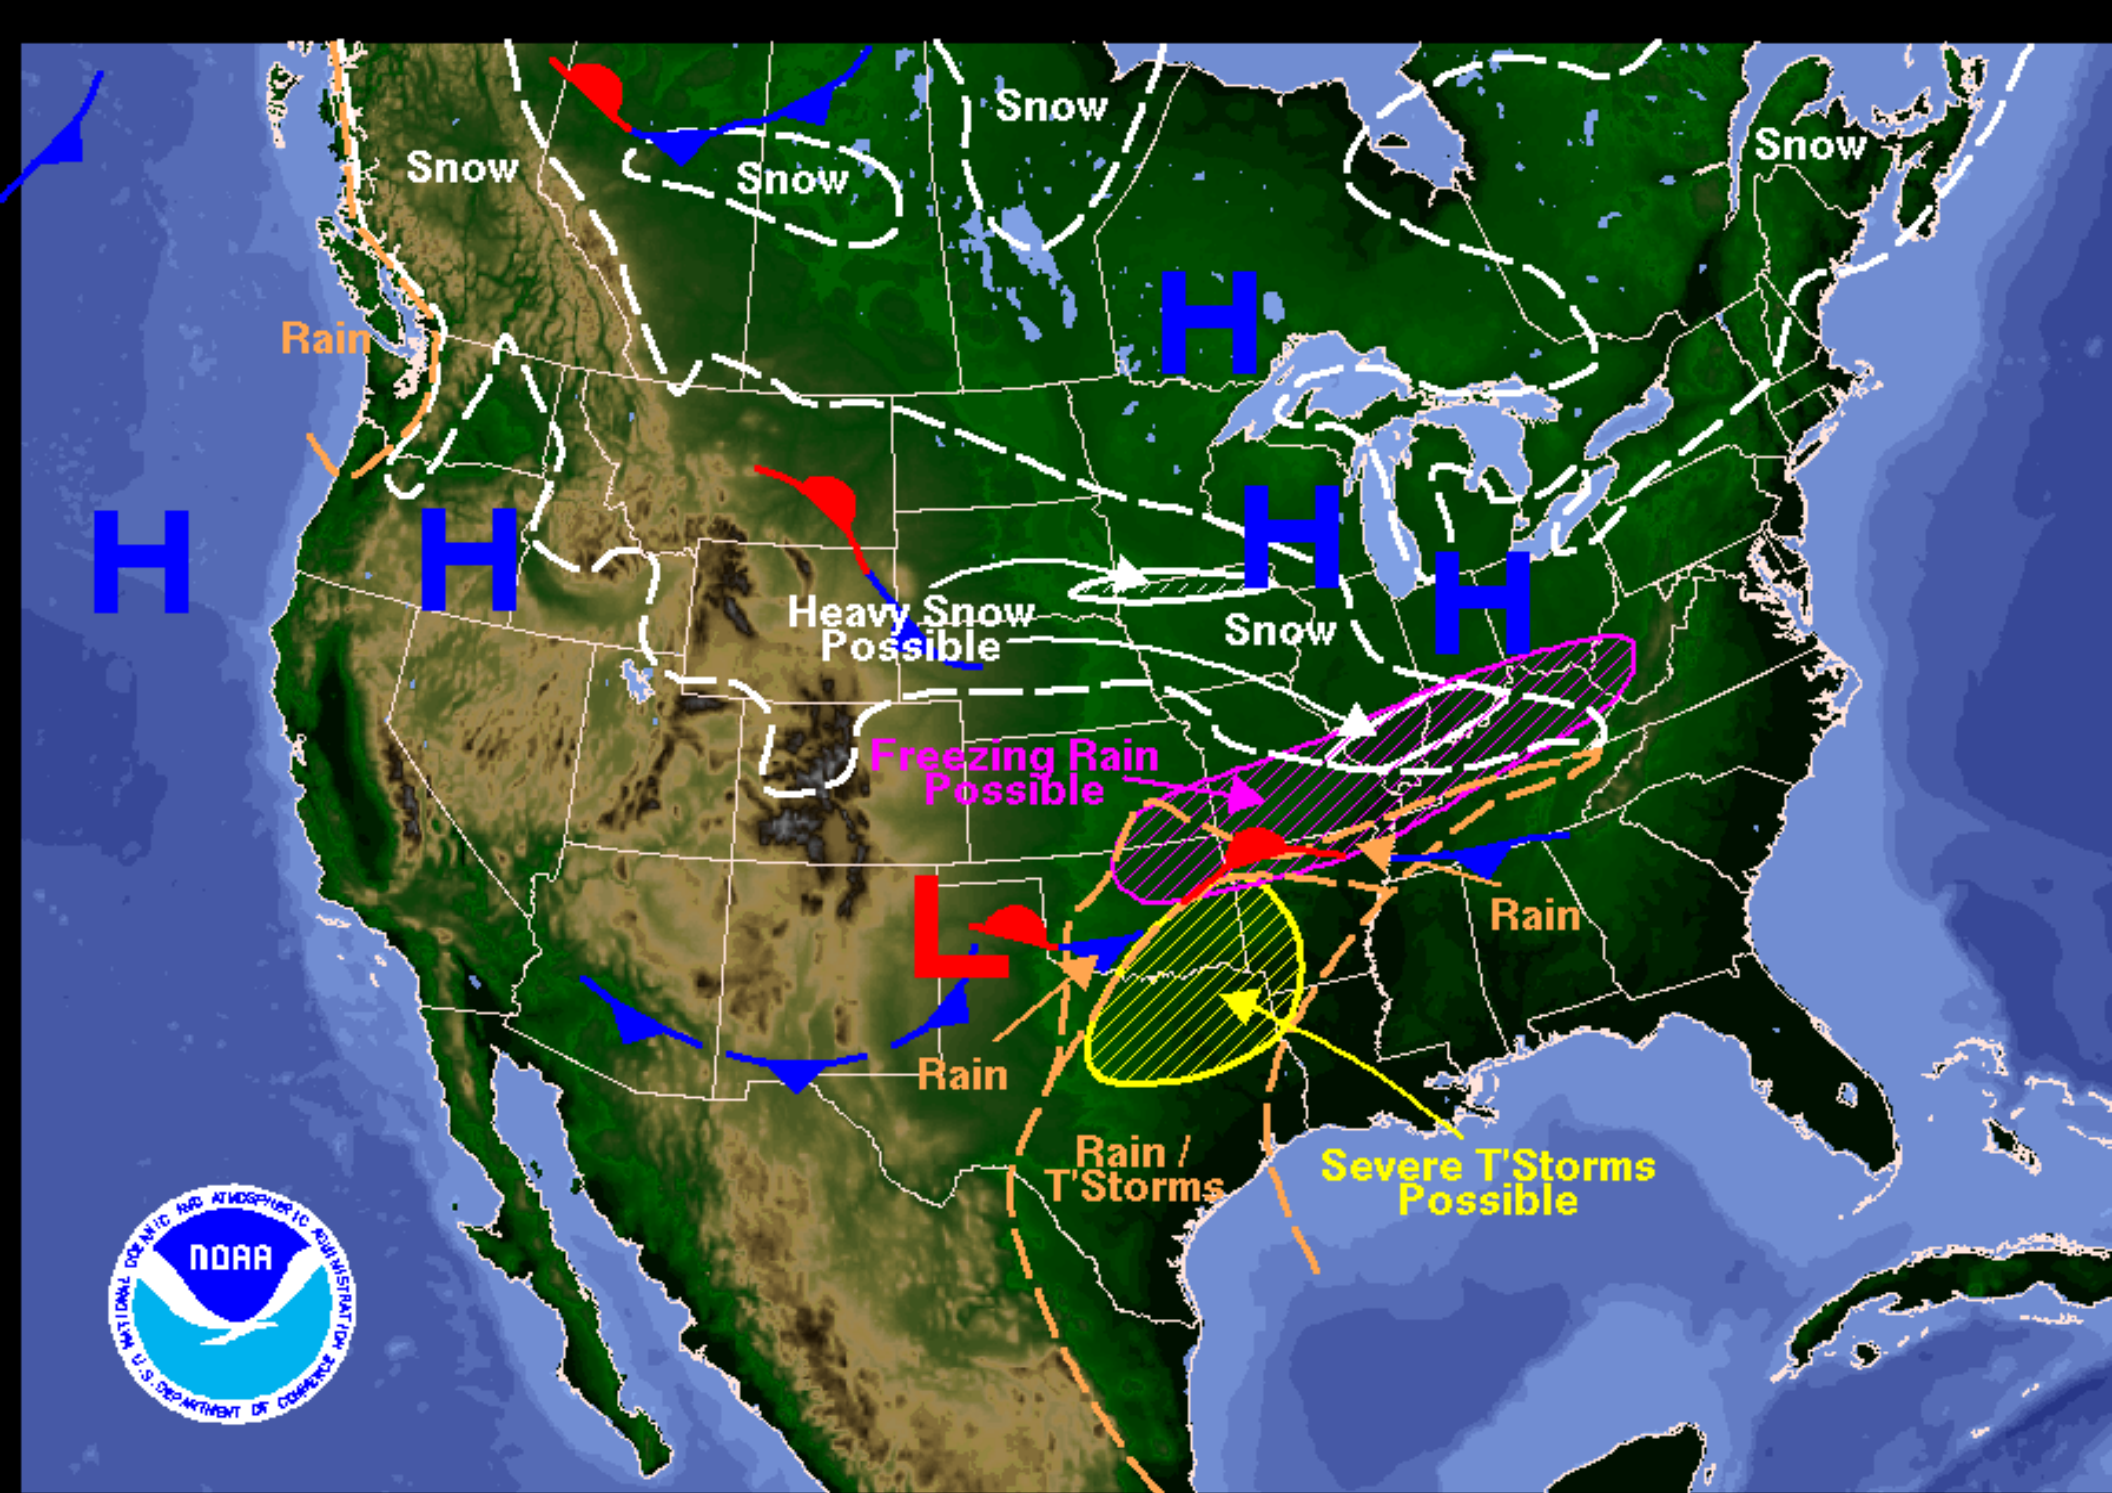 Snow
Snow
Snow
Snow
H
Rain
H
H
H
H
Heavy Snow
Possible
Snow
Freezing Rain
Possible
L
Rain
Rain
Rain /
T'Storms
Severe T'Storms
Possible
NATIONAL OCEANIC AND ATMOSPHERIC ADMINISTRATION
NOAA
U.S. DEPARTMENT OF COMMERCE